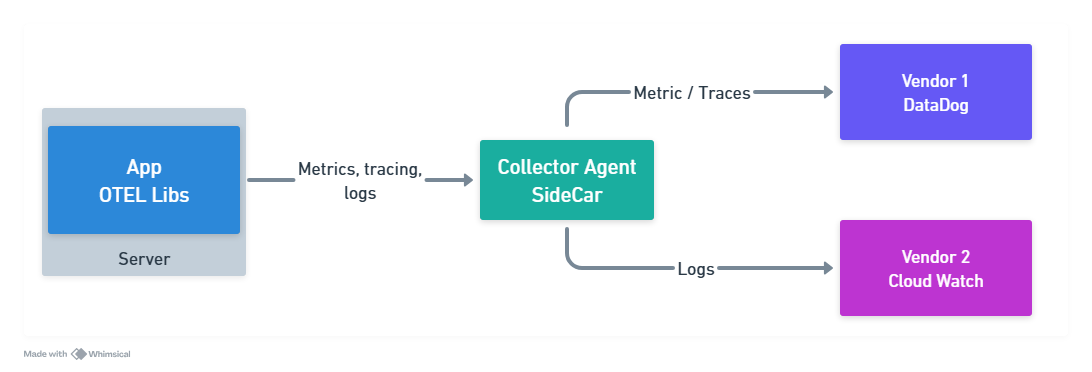 App
OTEL Libs
Server
Metrics, tracing,
logs
Collector Agent
SideCar
Metric / Traces
Vendor 1
DataDog
Logs
Vendor 2
Cloud Watch
Made with Whimsical